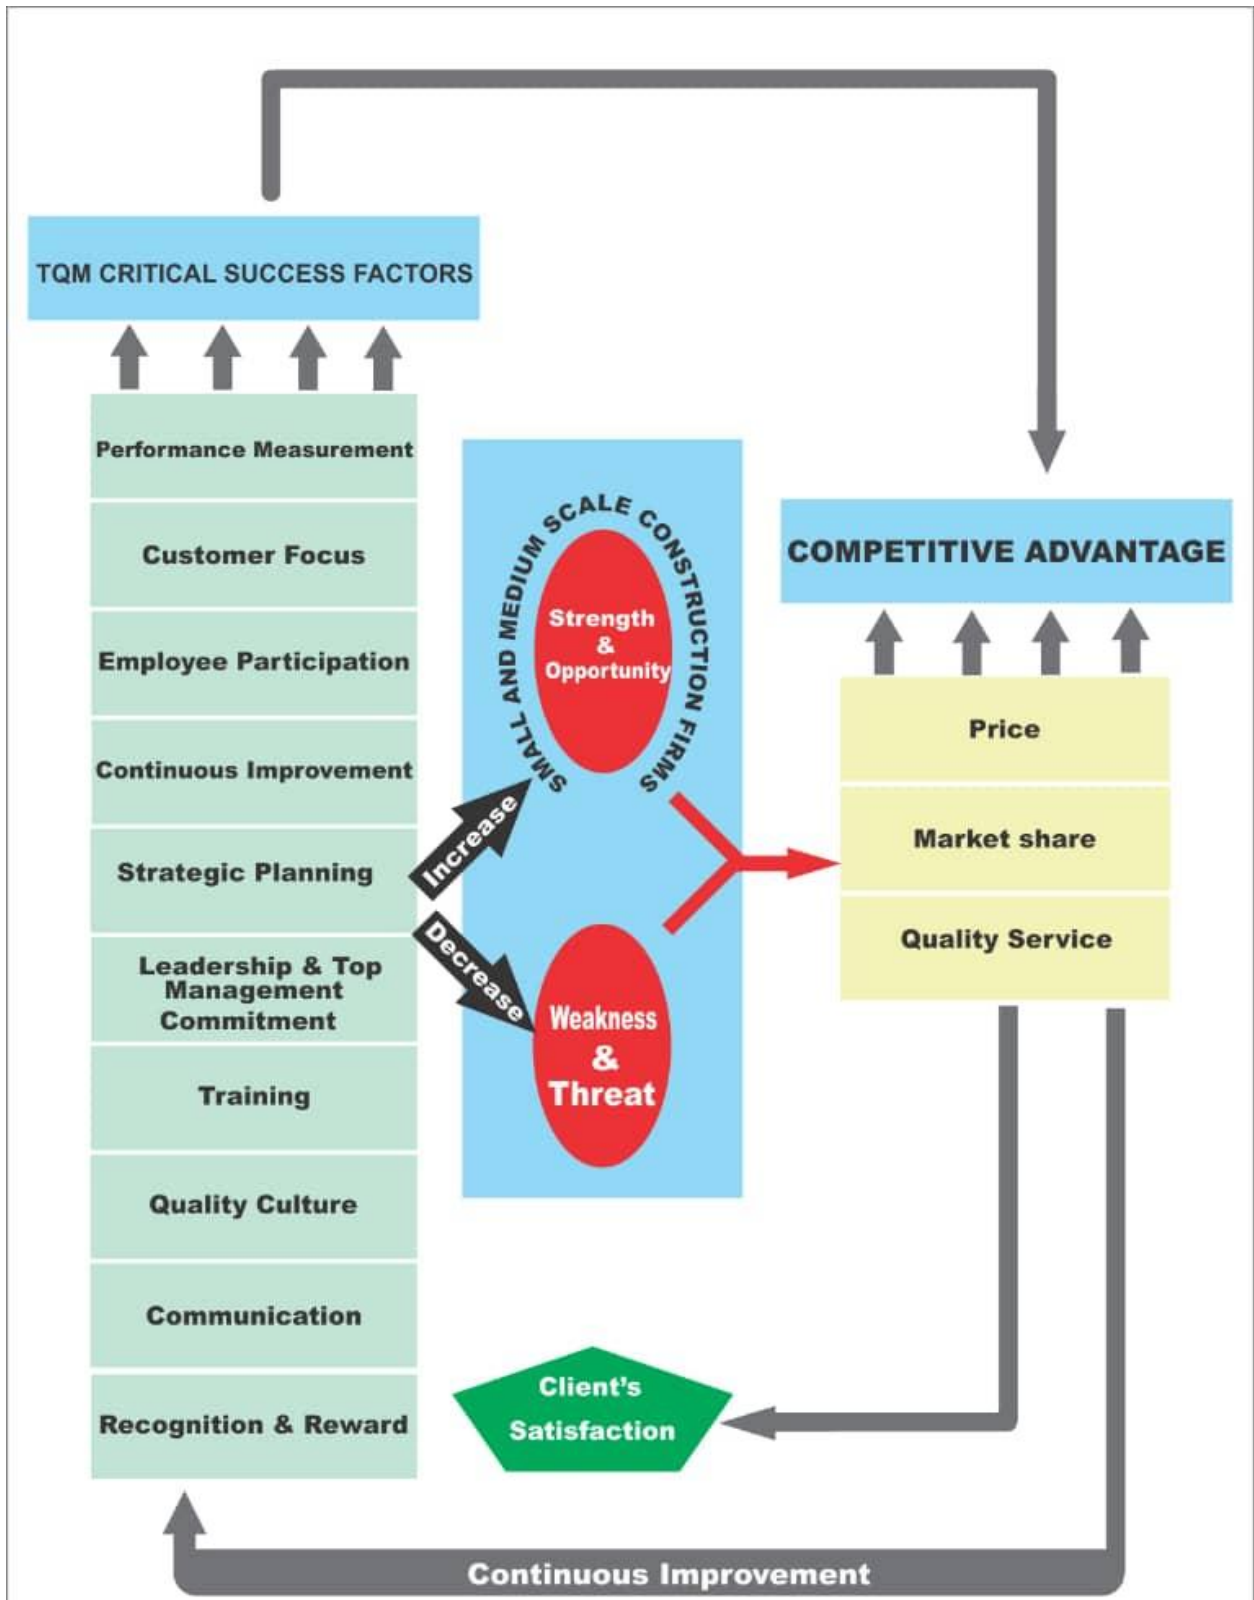 TQM CRITICAL SUCCESS FACTORS
Performance Measurement
Customer Focus
Employee Participation
Continuous Improvement
Strategic Planning
Leadership & Top
Management
Commitment
Training
Quality Culture
Communication
Recognition & Reward
Increase
Decrease
SMALL AND MEDIUM SCALE CONSTRUCTION FIRMS
Strength
&
Opportunity
Weakness
&
Threat
COMPETITIVE ADVANTAGE
Price
Market share
Quality Service
Client's
Satisfaction
Continuous Improvement